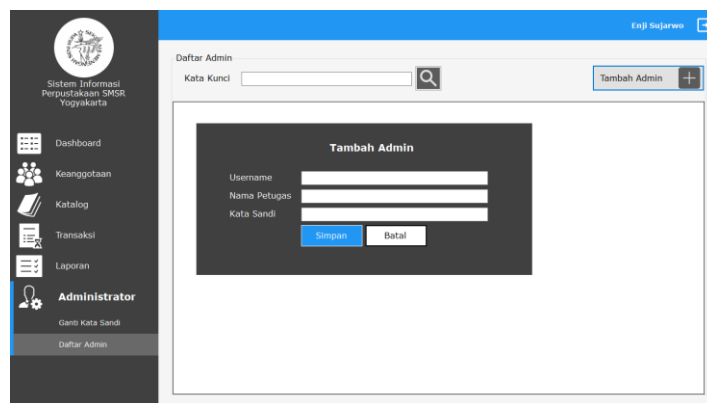 Enji Sujarwo
Sistem Informasi
Perpustakaan SMSR
Yogyakarta
Dashboard
Keanggotaan
Katalog
Transaksi
Laporan
Administrator
Ganti Kata Sandi
Daftar Admin
Daftar Admin
Kata Kunci
Tambah Admin
Tambah Admin
Username
Nama Petugas
Kata Sandi
Simpan Batal